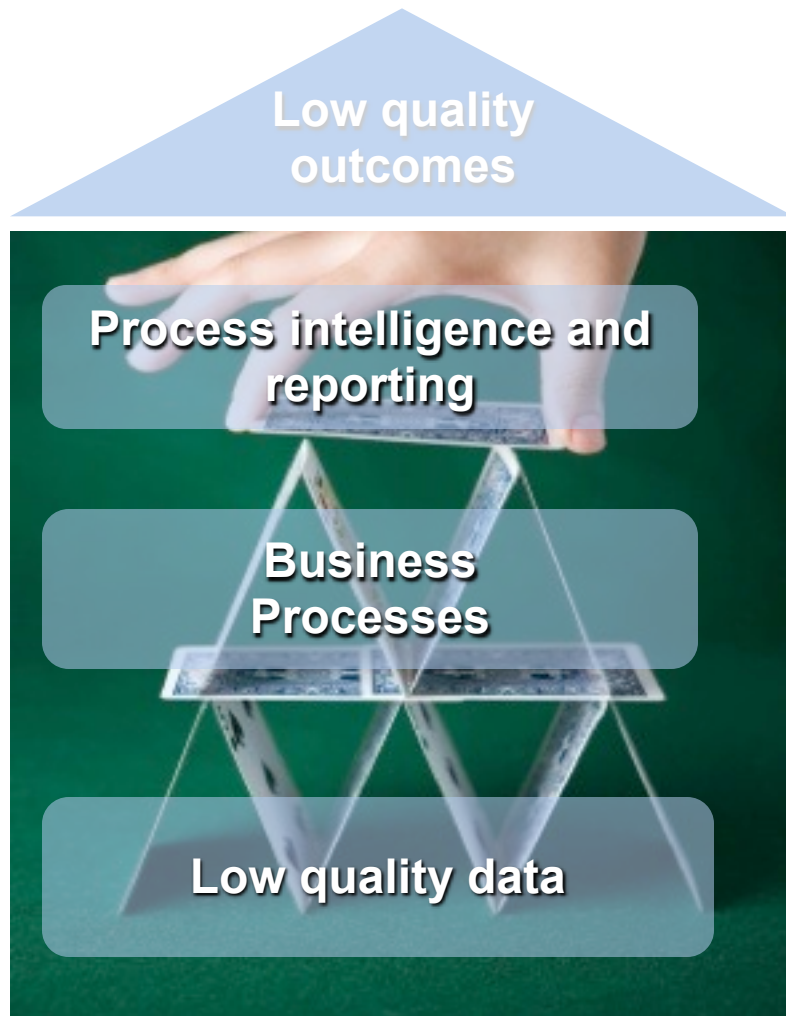 Low quality
outcomes
Process intelligence and
reporting
Business
Processes
Low quality data